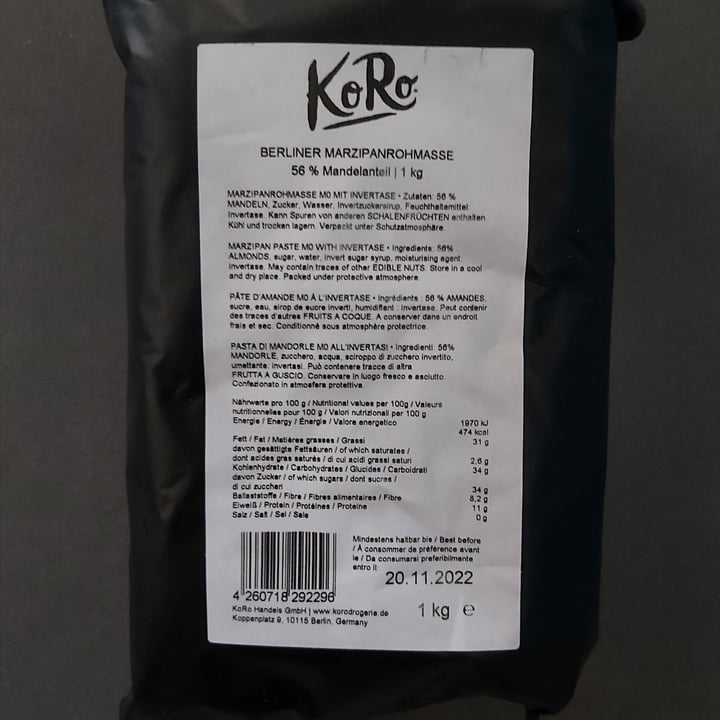 KoRo
BERLINER MARZIPANROHMASSE
56 % Mandelanteil | 1 kg
MARZIPANROHMASSE M0 MIT INVERTASE • Zutaten: 56 %
MANDELN, Zucker, Wasser, Invertzuckersirup, Feuchthaltemittel:
Invertase. Kann Spuren von anderen SCHALENFRÜCHTEN enthalten.
Kühl und trocken lagern. Verpackt unter Schutzatmosphäre.
MARZIPAN PASTE M0 WITH INVERTASE • Ingredients: 56%
ALMONDS, sugar, water, invert sugar syrup, moisturising agent:
invertase. May contain traces of other EDIBLE NUTS. Store in a cool
and dry place. Packed under protective atmosphere.
PÂTE D'AMANDE M0 À L'INVERTASE • Ingrédients : 56 % AMANDES,
sucre, eau, sirop de sucre inverti, humidifiant : Invertase. Peut contenir
des traces d'autres FRUITS A COQUE. A conserver dans un endroit
frais et sec. Conditionné sous atmosphère protectrice.
PASTA DI MANDORLE M0 ALL'INVERTASI • Ingredienti: 56%
MANDORLE, zucchero, acqua, sciroppo di zucchero invertito,
umettante: invertasi. Può contenere tracce di altra
FRUTTA A GUSCIO. Conservare in luogo fresco e asciutto.
Confezionato in atmosfera protettiva.
Nährwerte pro 100 g / Nutritional values per 100g / Valeurs
nutritionnelles pour 100 g / Valori nutrizionali per 100 g
Energie / Energy / Énergie / Valore energetico 1970 kJ
474 kcal
Fett / Fat / Matières grasses / Grassi 31 g
davon gesättigte Fettsäuren / of which saturates /
dont acides gras saturés / di cui acidi grassi saturi 2,6 g
Kohlenhydrate / Carbohydrates / Glucides / Carboidrati 34 g
davon Zucker / of which sugars / dont sucres /
di cui zuccheri 34 g
Ballaststoffe / Fibre / Fibres alimentaires / Fibre 8,2 g
Eiweiß / Protein / Protéines / Proteine 11 g
Salz / Salt / Sel / Sale 0 g
Mindestens haltbar bis / Best before
/ À consommer de préférence avant
le / Da consumarsi preferibilmente
entro il:
20.11.2022
4 260718 292296
KoRo Handels GmbH | www.korodrogerie.de
Koppenplatz 9, 10115 Berlin, Germany
1 kg e